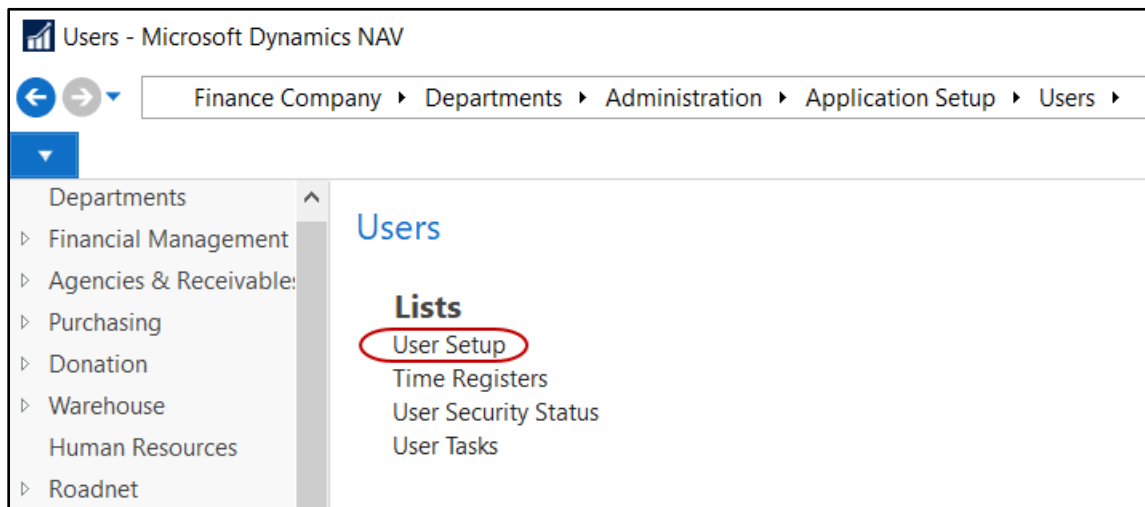 Users - Microsoft Dynamics NAV
Finance Company Departments Administration Application Setup Users
Departments
Financial Management
Agencies & Receivables
Purchasing
Donation
Warehouse
Human Resources
Roadnet
Users
Lists
User Setup
Time Registers
User Security Status
User Tasks